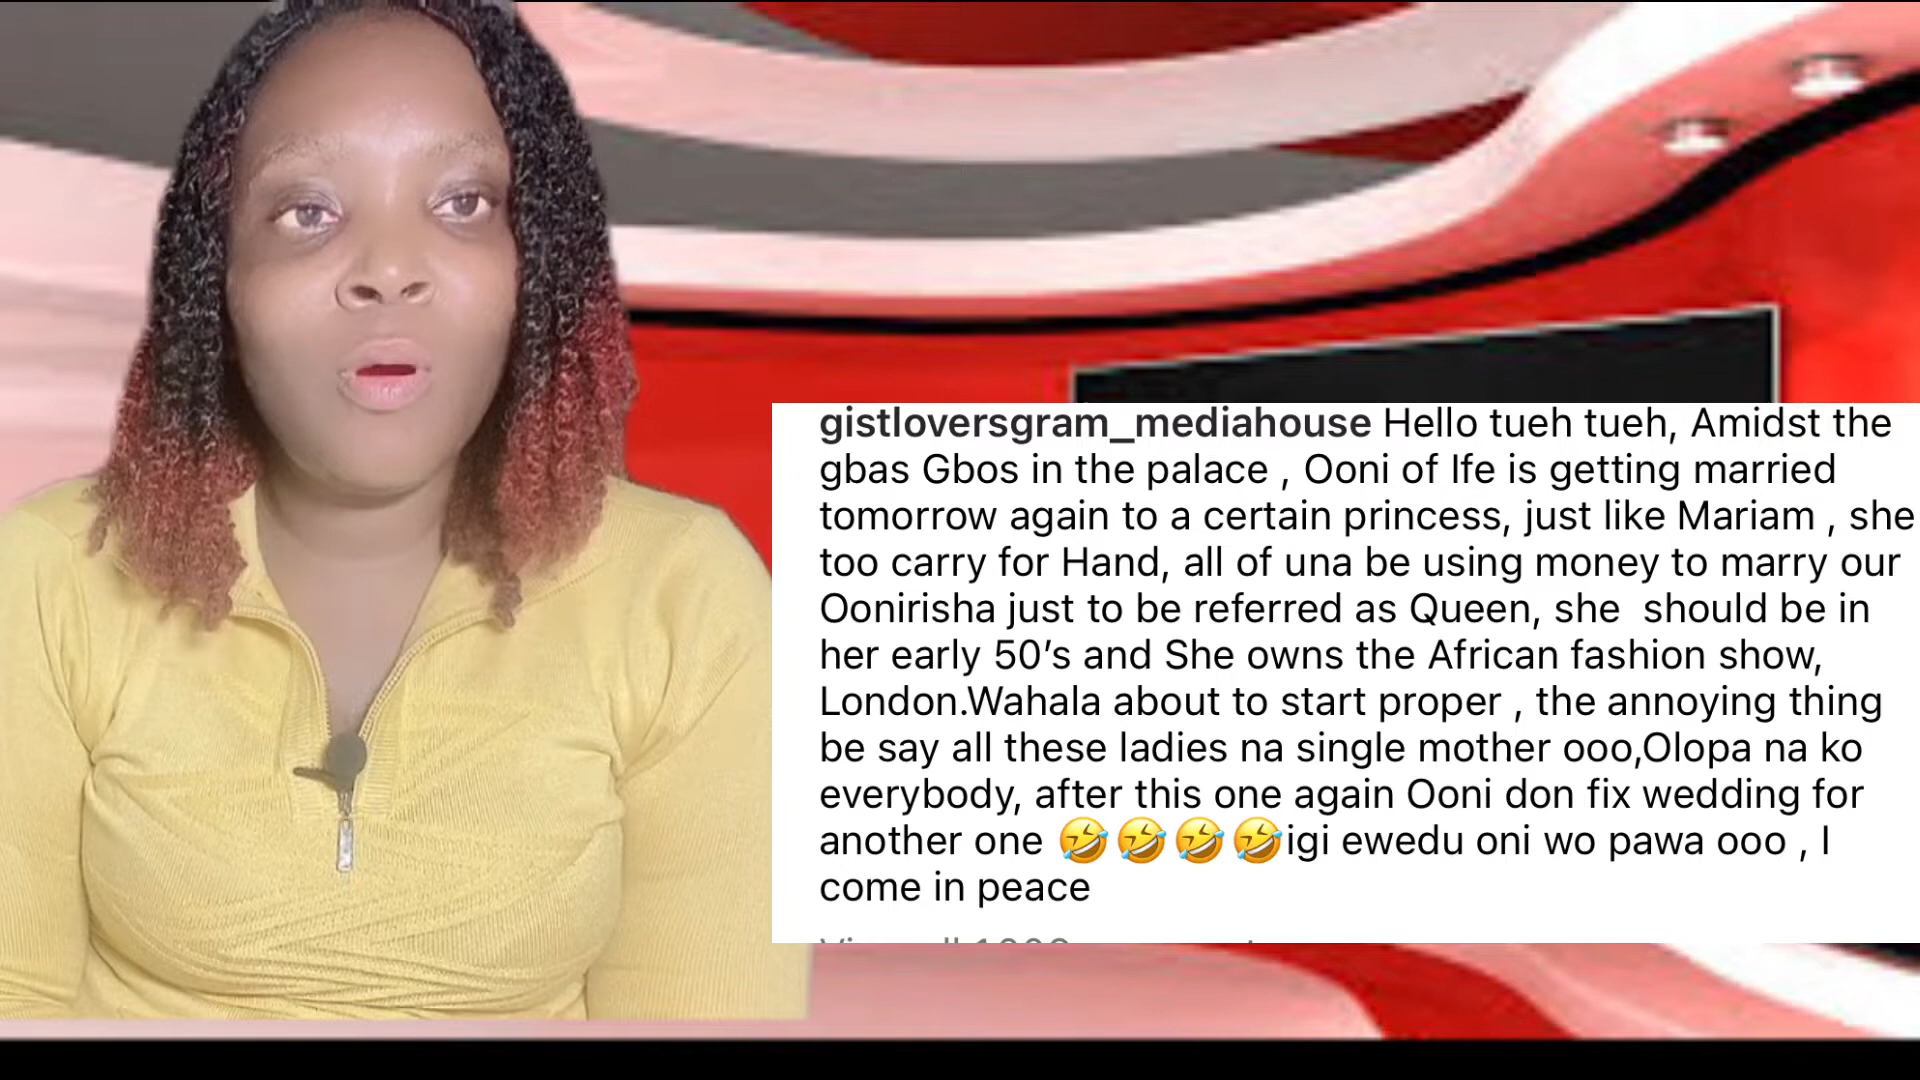 gistloversgram_mediahouse Hello tueh tueh, Amidst the
gbas Gbos in the palace , Ooni of Ife is getting married
tomorrow again to a certain princess, just like Mariam , she
too carry for Hand, all of una be using money to marry our
Oonirisha just to be referred as Queen, she  should be in
her early 50’s and She owns the African fashion show,
London.Wahala about to start proper , the annoying thing
be say all these ladies na single mother ooo,Olopa na ko
everybody, after this one again Ooni don fix wedding for
another one 🤣🤣🤣🤣igi ewedu oni wo pawa ooo , I
come in peace